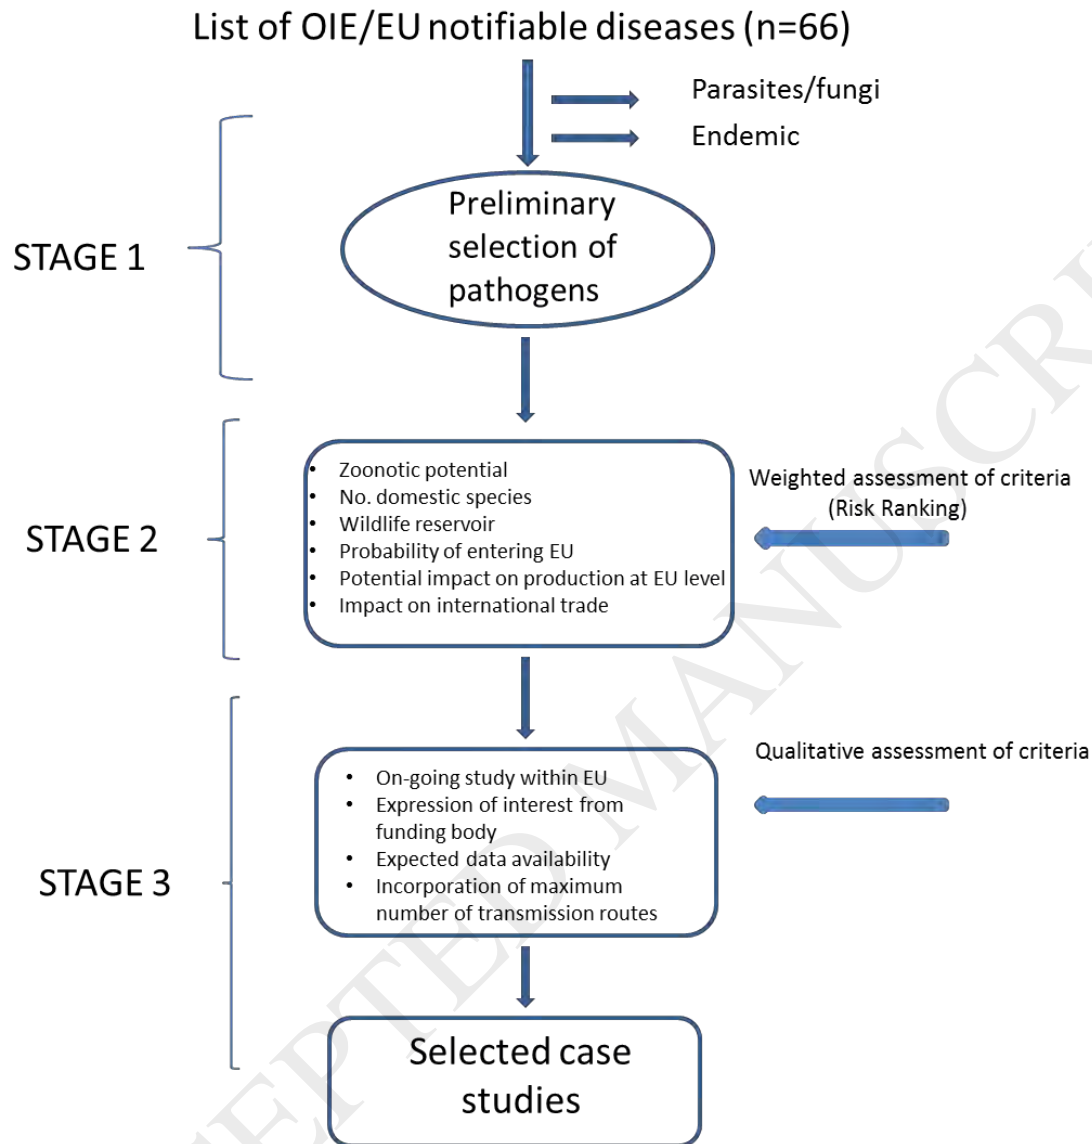 List of OIE/EU notifiable diseases (n=66)
Parasites/fungi
Endemic
STAGE 1
Preliminary
selection of
pathogens
STAGE 2
• Zoonotic potential
• No. domestic species
• Wildlife reservoir
• Probability of entering EU
• Potential impact on production at EU level
• Impact on international trade
Weighted assessment of criteria
(Risk Ranking)
STAGE 3
• On-going study within EU
• Expression of interest from
funding body
• Expected data availability
• Incorporation of maximum
number of transmission routes
Qualitative assessment of criteria
Selected case
studies
EPTED MANUSCRI